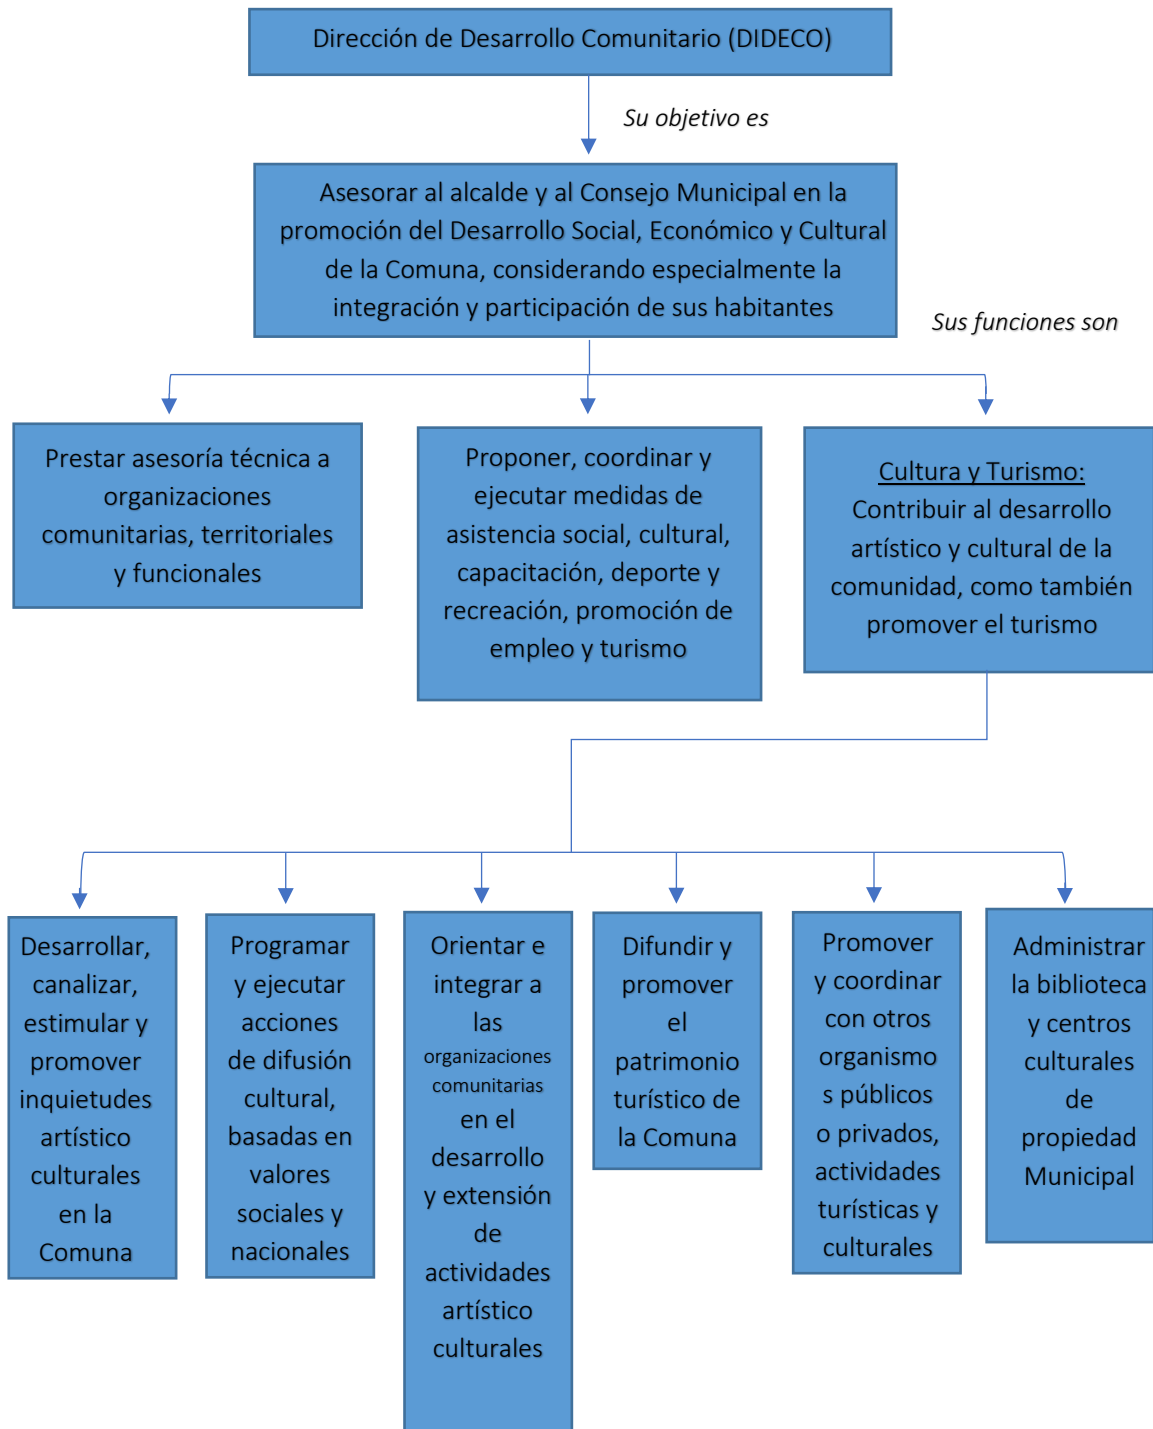 Dirección de Desarrollo Comunitario (DIDECO)
Su objetivo es
Asesorar al alcalde y al Consejo Municipal en la
promoción del Desarrollo Social, Económico y Cultural
de la Comuna, considerando especialmente la
integración y participación de sus habitantes
Sus funciones son
Prestar asesoría técnica a
organizaciones
comunitarias, territoriales
y funcionales
Proponer, coordinar y
ejecutar medidas de
asistencia social, cultural,
capacitación, deporte y
recreación, promoción de
empleo y turismo
Cultura y Turismo:
Contribuir al desarrollo
artístico y cultural de la
comunidad, como también
promover el turismo
Desarrollar,
canalizar,
estimular y
promover
inquietudes
artístico
culturales
en la
Comuna
Programar
y ejecutar
acciones
de difusión
cultural,
basadas en
valores
sociales y
nacionales
Orientar e
integrar a
las
organizaciones
comunitarias
en el
desarrollo
y extensión
de
actividades
artístico
culturales
Difundir y
promover
el
patrimonio
turístico de
la Comuna
Promover
y coordinar
con otros
organismo
s públicos
o privados,
actividades
turísticas y
culturales
Administrar
la biblioteca
y centros
culturales
de
propiedad
Municipal